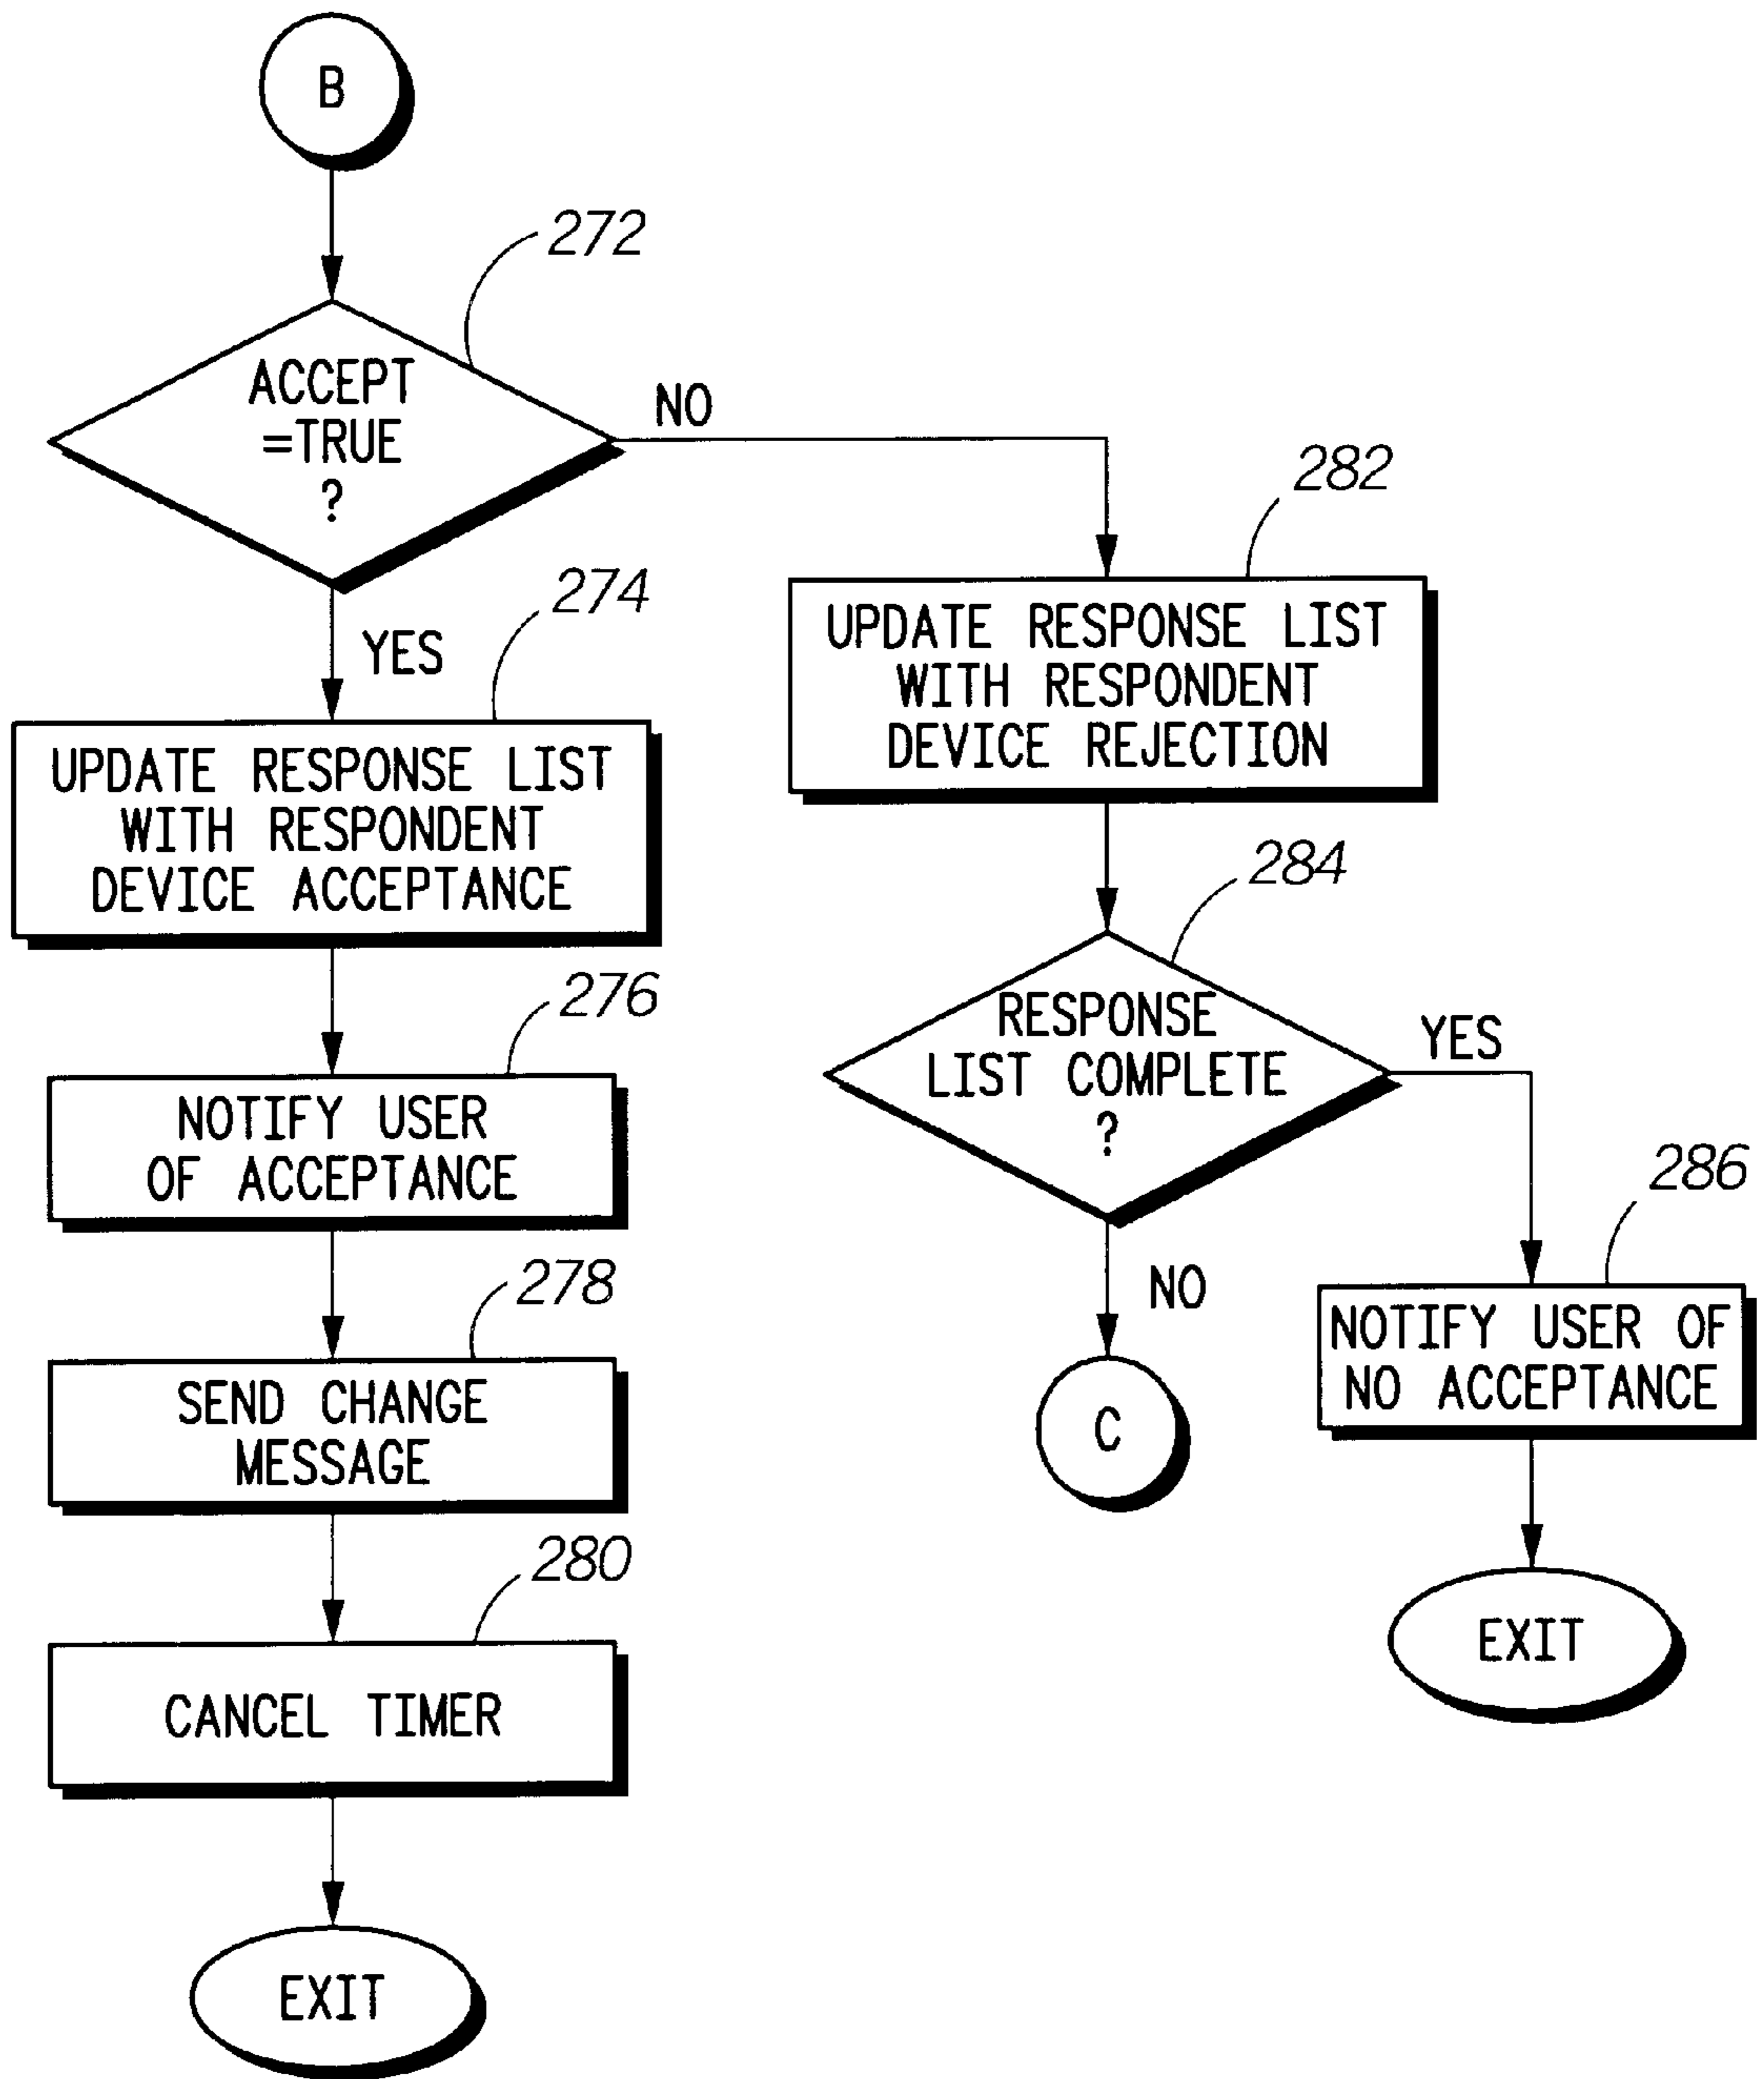 B
272
ACCEPT
=TRUE
?
NO
YES
274
UPDATE RESPONSE LIST
WITH RESPONDENT
DEVICE ACCEPTANCE
276
NOTIFY USER
OF ACCEPTANCE
278
SEND CHANGE
MESSAGE
280
CANCEL TIMER
EXIT
282
UPDATE RESPONSE LIST
WITH RESPONDENT
DEVICE REJECTION
284
RESPONSE
LIST COMPLETE
?
YES
NO
C
286
NOTIFY USER OF
NO ACCEPTANCE
EXIT